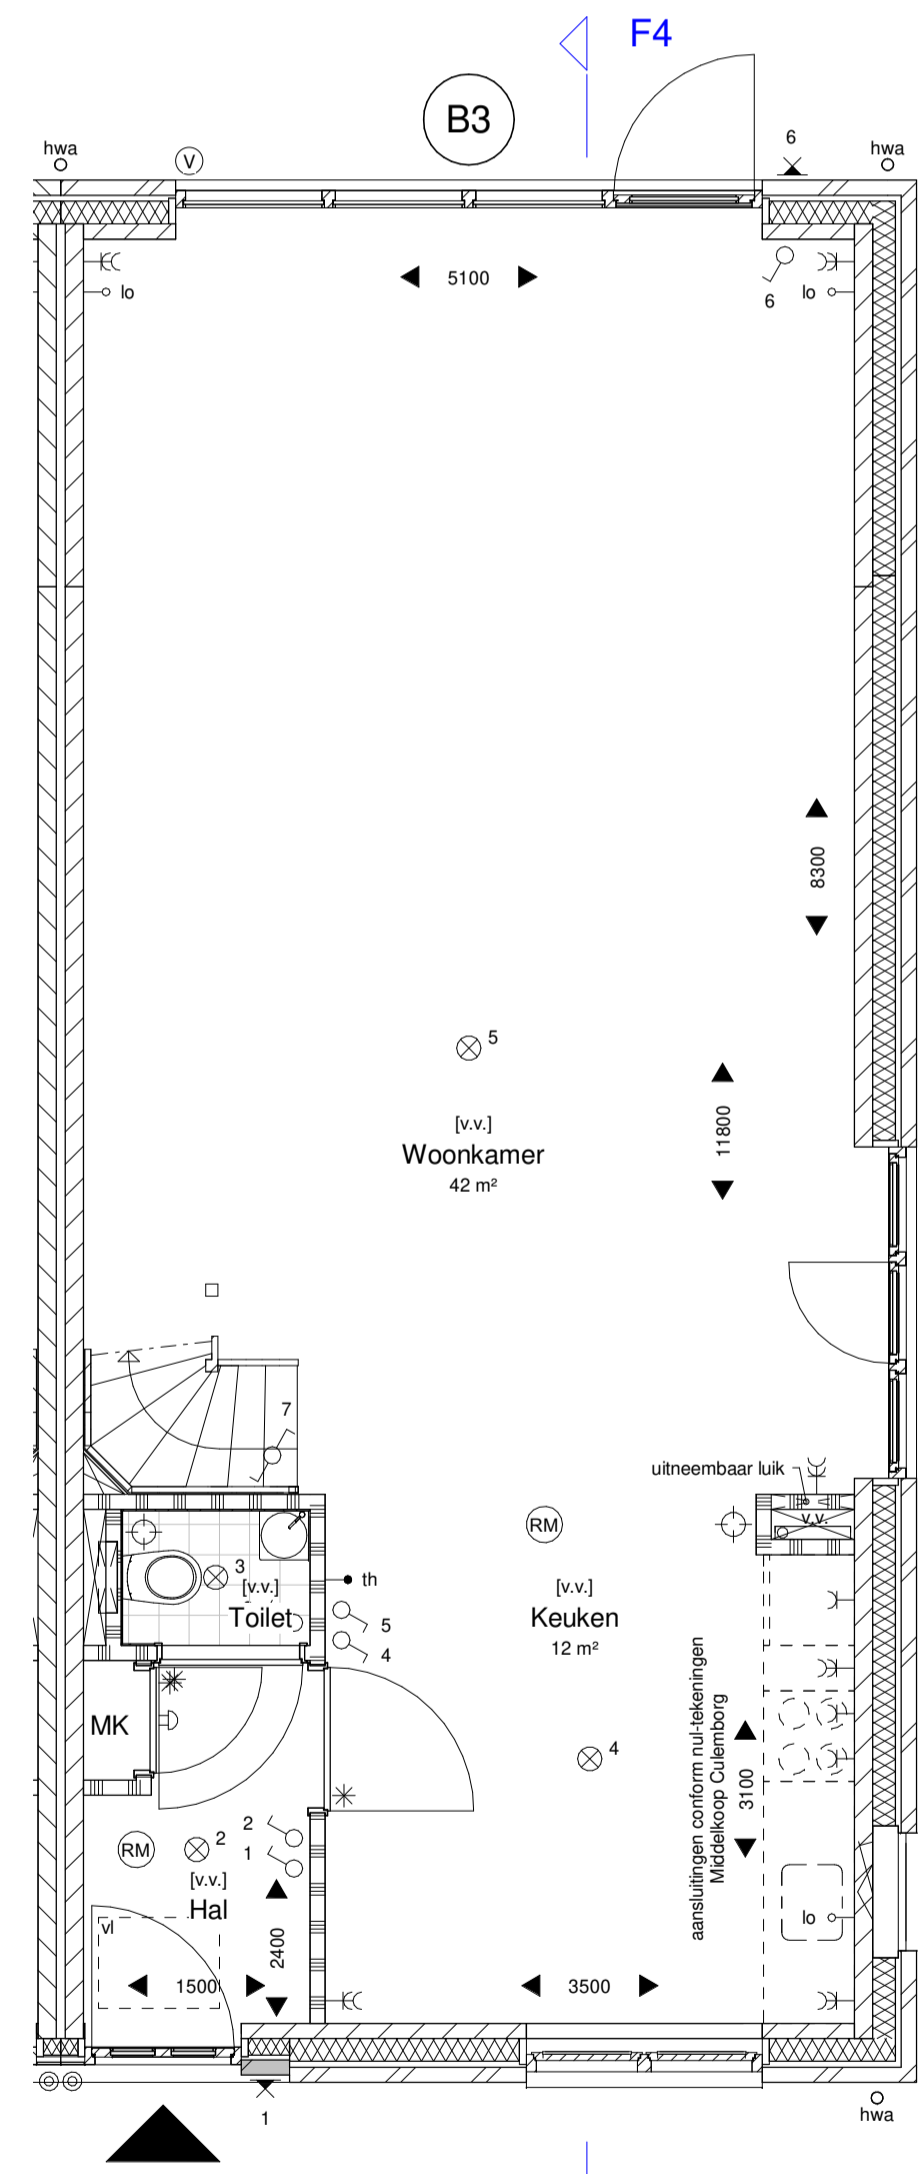 F4
B3
hwa
V
6
hwa
5100
lo
6
lo
8300
5
11800
[v.v.]
Woonkamer
42 m²
7
uitneembaar luik
v.v.
RM
3
[v.v.]
Toilet
th
5
4
[v.v.]
Keuken
12 m²
aansluitingen conform nul-tekeningen
Middelkoop Culemborg
3100
MK
4
2
1
RM
2
[v.v.]
Hal
vl
2400
lo
1500
3500
1
hwa